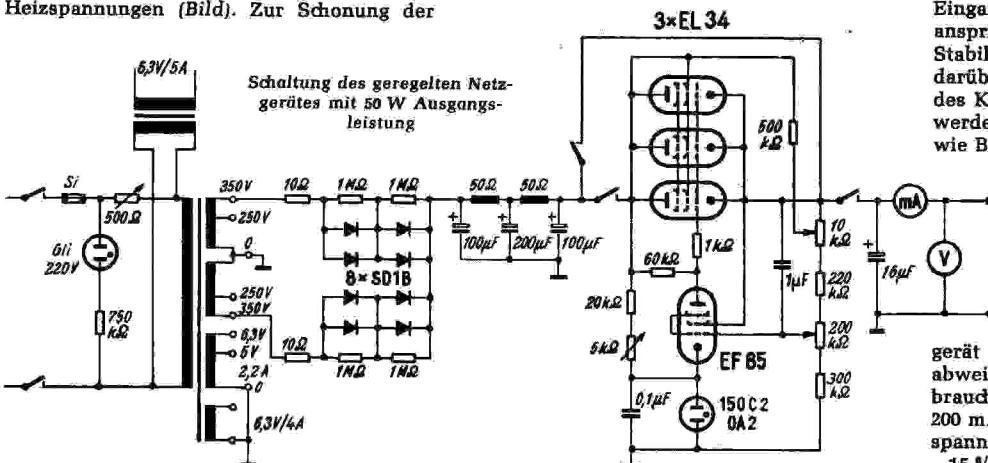 Heizspannungen (Bild). Zur Schonung der
Schaltung des geregelten Netz-
gerätes mit 50 W Ausgangs-
leistung
6,3V/5A
Si
500Ω
Gli
220V
750
kΩ
350V
250V
0
250V
350V
6,3V
5V
2,2A
0
6,3V/4A
10Ω
1MΩ
1MΩ
8×SD1B
10Ω
1MΩ
1MΩ
50Ω
50Ω
+
100µF
+
200µF
+
100µF
3×EL 34
500
kΩ
1kΩ
60kΩ
20kΩ
5kΩ
0,1µF
EF 85
150C2
0A2
1µF
10
kΩ
220
kΩ
200
kΩ
300
kΩ
+
16µF
mA
V
Einga
anspr
Stabil
darüb
des K
werde
wie B
gerät
abwei
brauch
200 m
spann
15 %